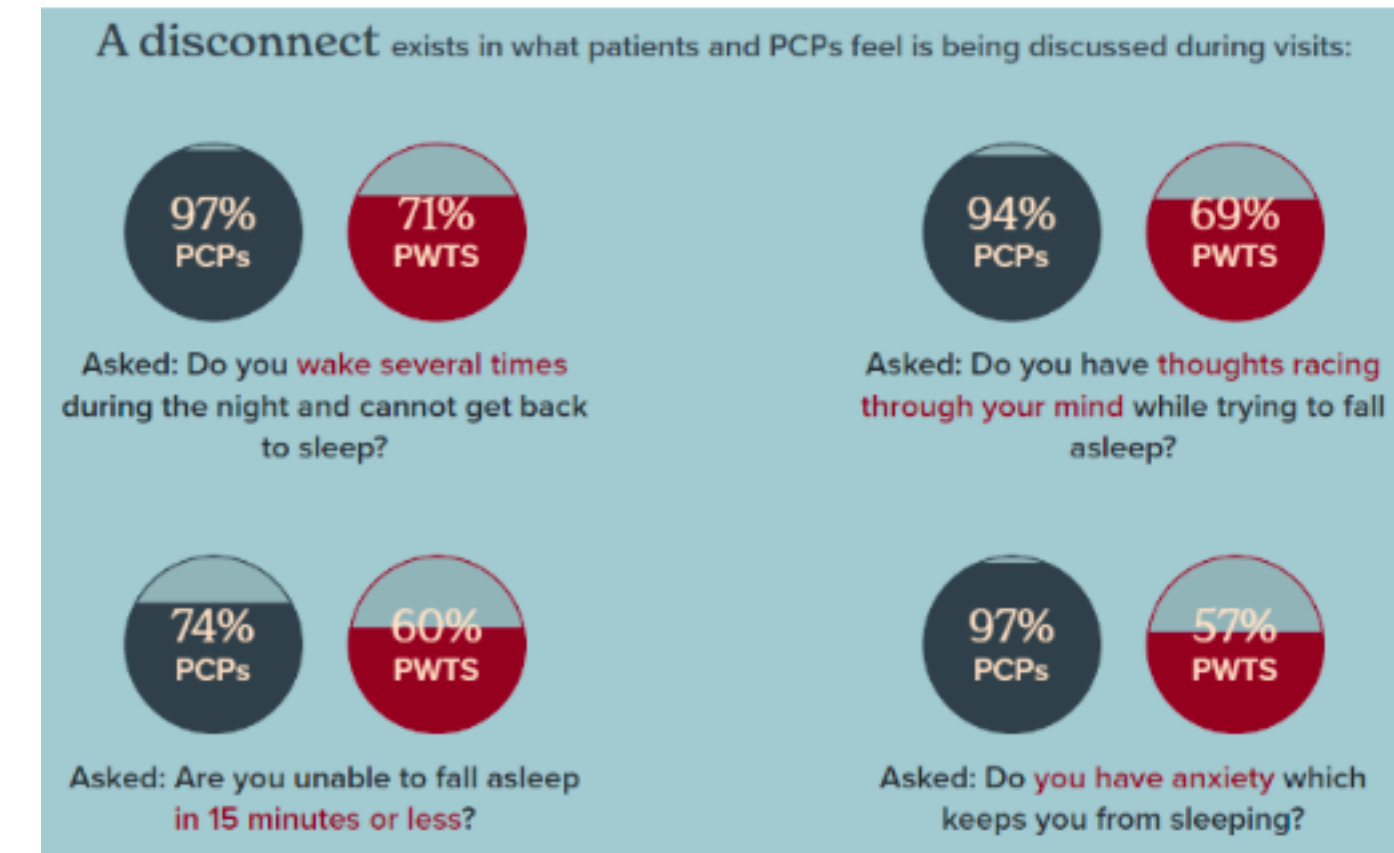 A disconnect exists in what patients and PCPs feel is being discussed during visits:
97%
PCPs
71%
PWTS
Asked: Do you wake several times
during the night and cannot get back
to sleep?
94%
PCPs
69%
PWTS
Asked: Do you have thoughts racing
through your mind while trying to fall
asleep?
74%
PCPs
60%
PWTS
Asked: Are you unable to fall asleep
in 15 minutes or less?
97%
PCPs
57%
PWTS
Asked: Do you have anxiety which
keeps you from sleeping?